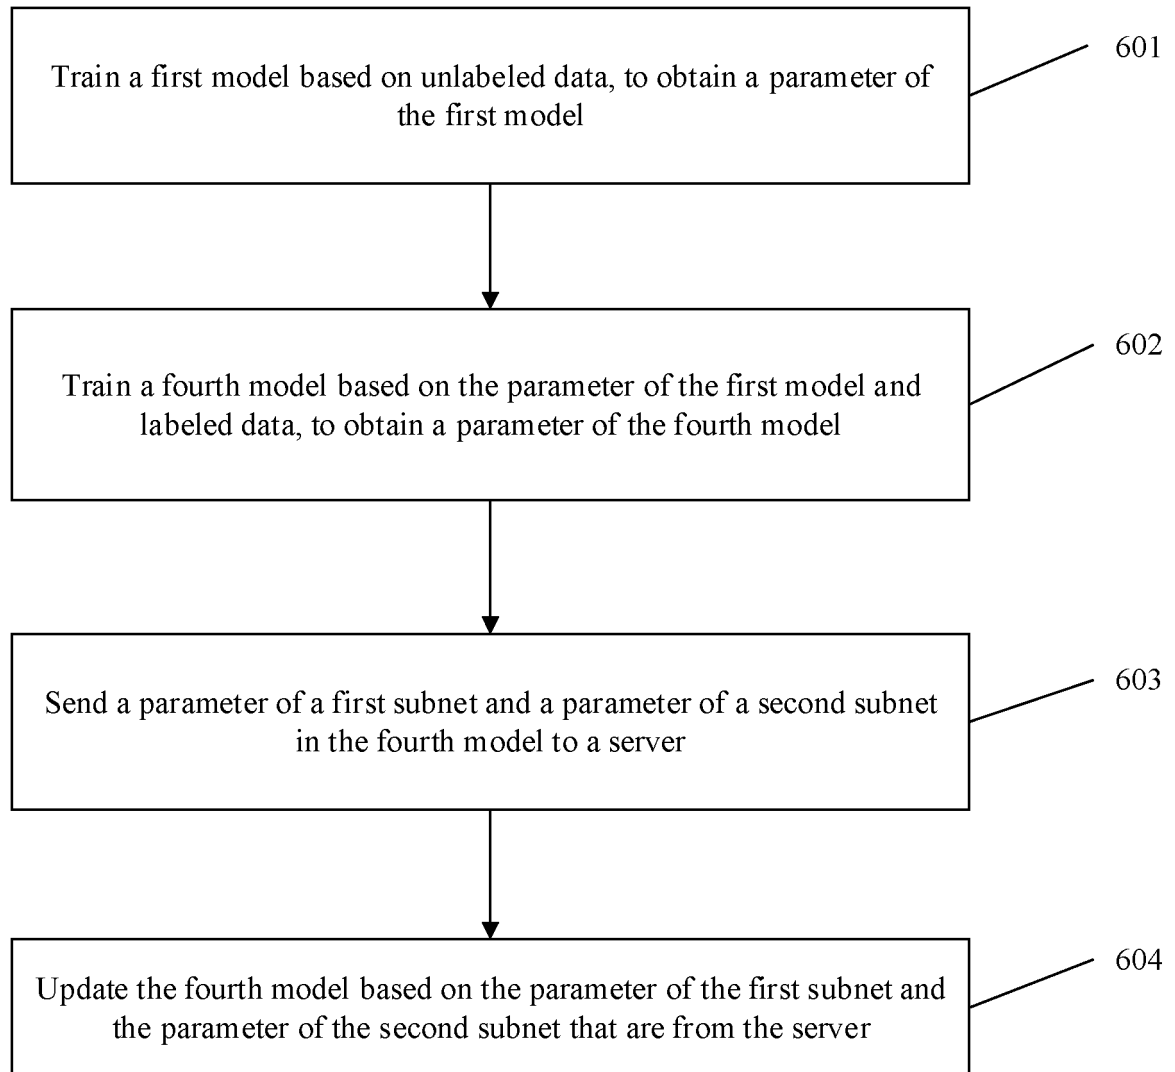 Train a first model based on unlabeled data, to obtain a parameter of
the first model
601
Train a fourth model based on the parameter of the first model and
labeled data, to obtain a parameter of the fourth model
602
Send a parameter of a first subnet and a parameter of a second subnet
in the fourth model to a server
603
Update the fourth model based on the parameter of the first subnet and
the parameter of the second subnet that are from the server
604